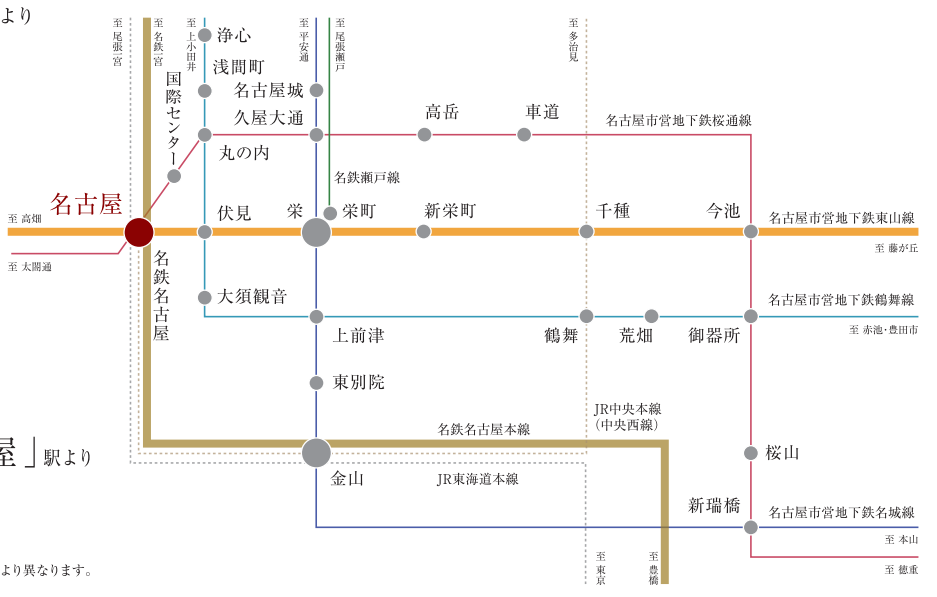 より
至 尾張一宮
至 名鉄一宮
至 上小田井
至 平安通
至 尾張瀬戸
至 多治見
浄心
浅間町
国際センター
名古屋城
久屋大通
高岳
車道
名古屋市営地下鉄桜通線
丸の内
名鉄瀬戸線
名古屋
至 高畑
伏見
栄
栄町
新栄町
千種
今池
名古屋市営地下鉄東山線
至 藤が丘
至 太閤通
名鉄名古屋
大須観音
名古屋市営地下鉄鶴舞線
上前津
鶴舞
荒畑
御器所
至 赤池・豊田市
東別院
JR中央本線
(中央西線)
名鉄名古屋本線
屋」駅より
桜山
金山
JR東海道本線
新瑞橋
名古屋市営地下鉄名城線
至 本山
至 徳重
至 東京
至 豊橋
より異なります。